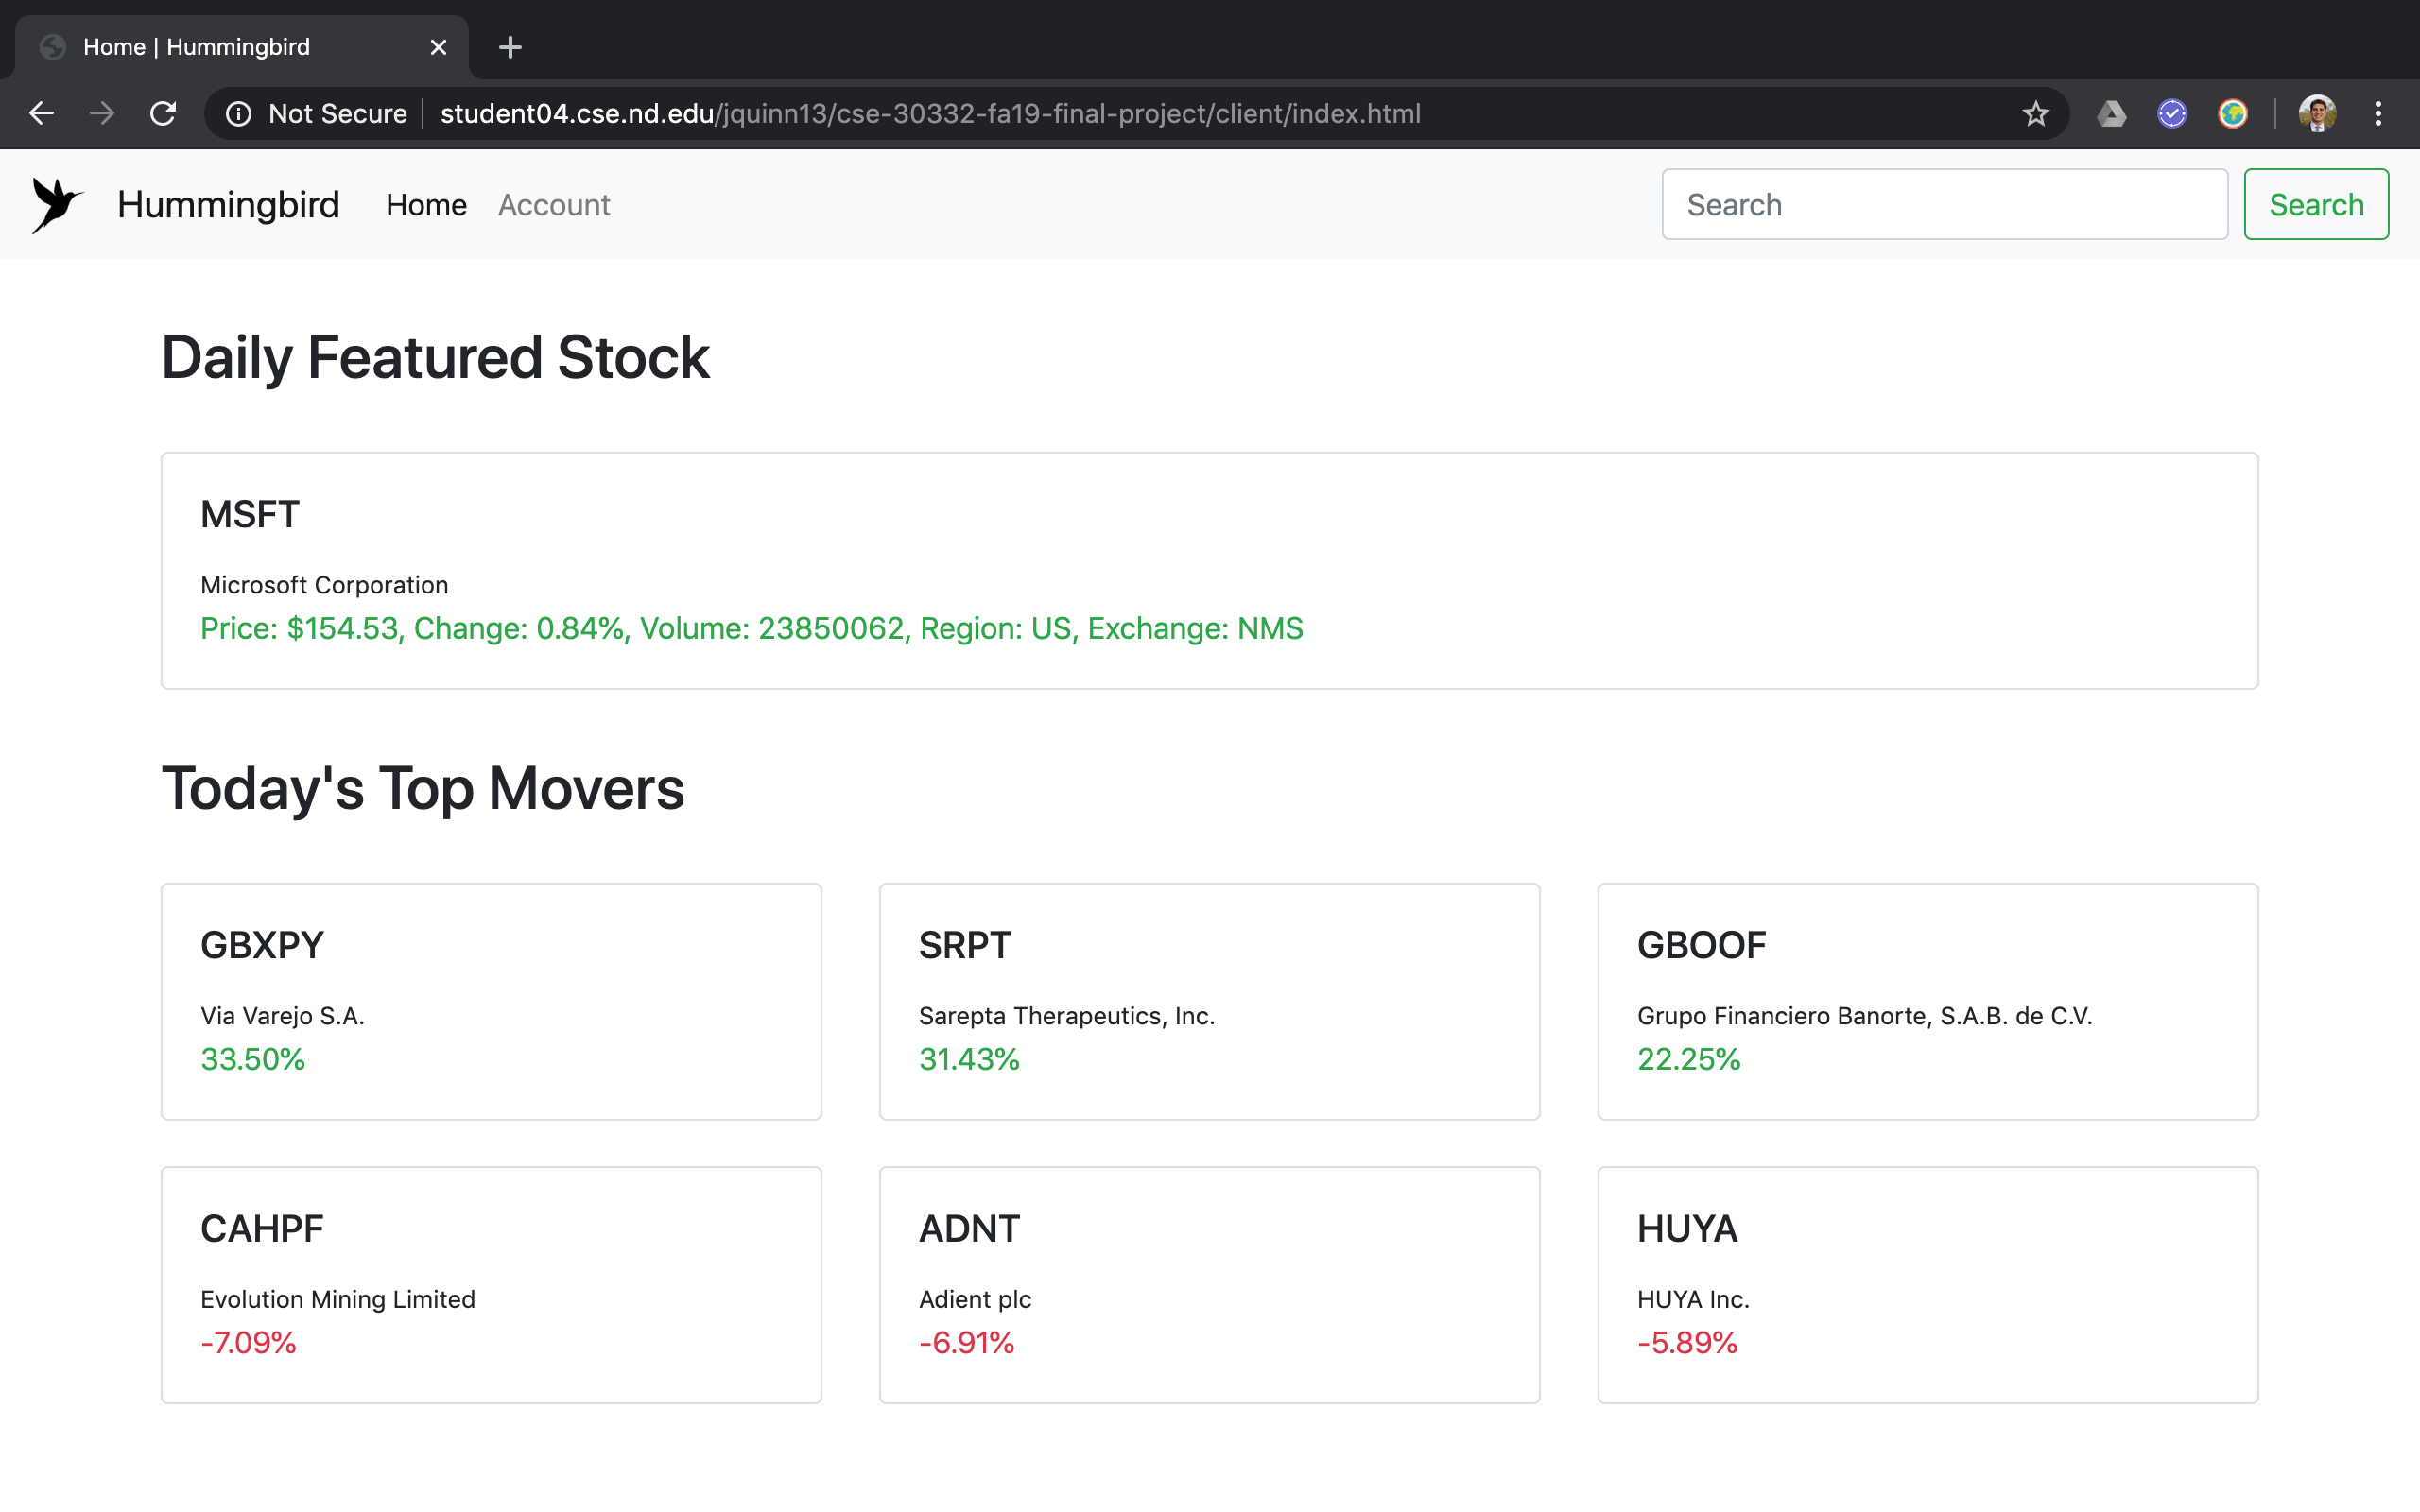 Home | Hummingbird
Not Secure student04.cse.nd.edu/jquinn13/cse-30332-fa19-final-project/client/index.html
Hummingbird Home Account Search Search
Daily Featured Stock
MSFT
Microsoft Corporation
Price: $154.53, Change: 0.84%, Volume: 23850062, Region: US, Exchange: NMS
Today's Top Movers
GBXPY
Via Varejo S.A.
33.50%
SRPT
Sarepta Therapeutics, Inc.
31.43%
GBOOF
Grupo Financiero Banorte, S.A.B. de C.V.
22.25%
CAHPF
Evolution Mining Limited
-7.09%
ADNT
Adient plc
-6.91%
HUYA
HUYA Inc.
-5.89%